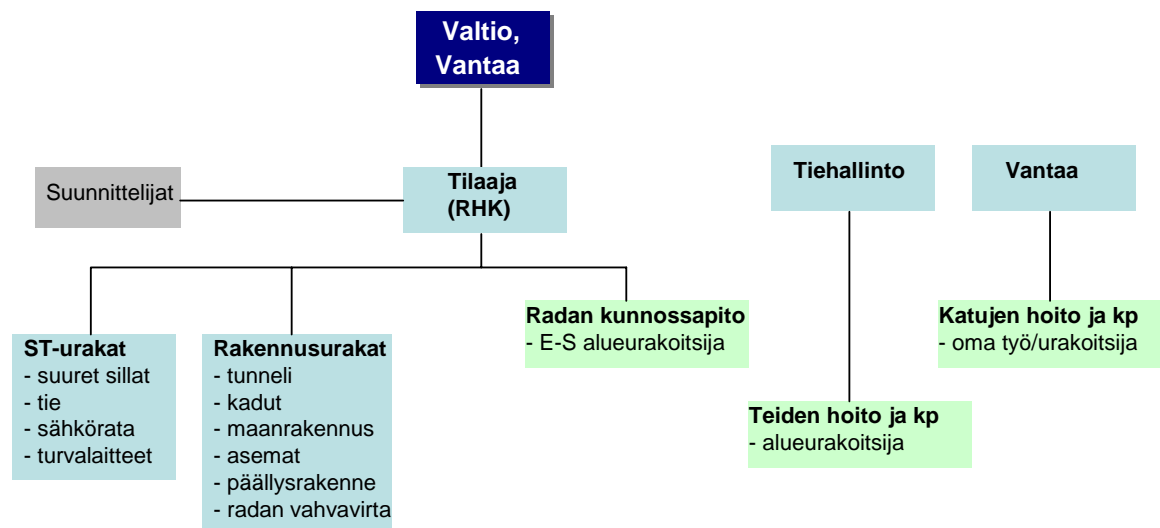 Valtio,
Vantaa
Suunnittelijat
Tilaaja
(RHK)
Tiehallinto
Vantaa
ST-urakat
- suuret sillat
- tie
- sähkörata
- turvalaitteet
Rakennusurakat
- tunneli
- kadut
- maanrakennus
- asemat
- päällysrakenne
- radan vahvavirta
Radan kunnossapito
- E-S alueurakoitsija
Teiden hoito ja kp
- alueurakoitsija
Katujen hoito ja kp
- oma työ/urakoitsija